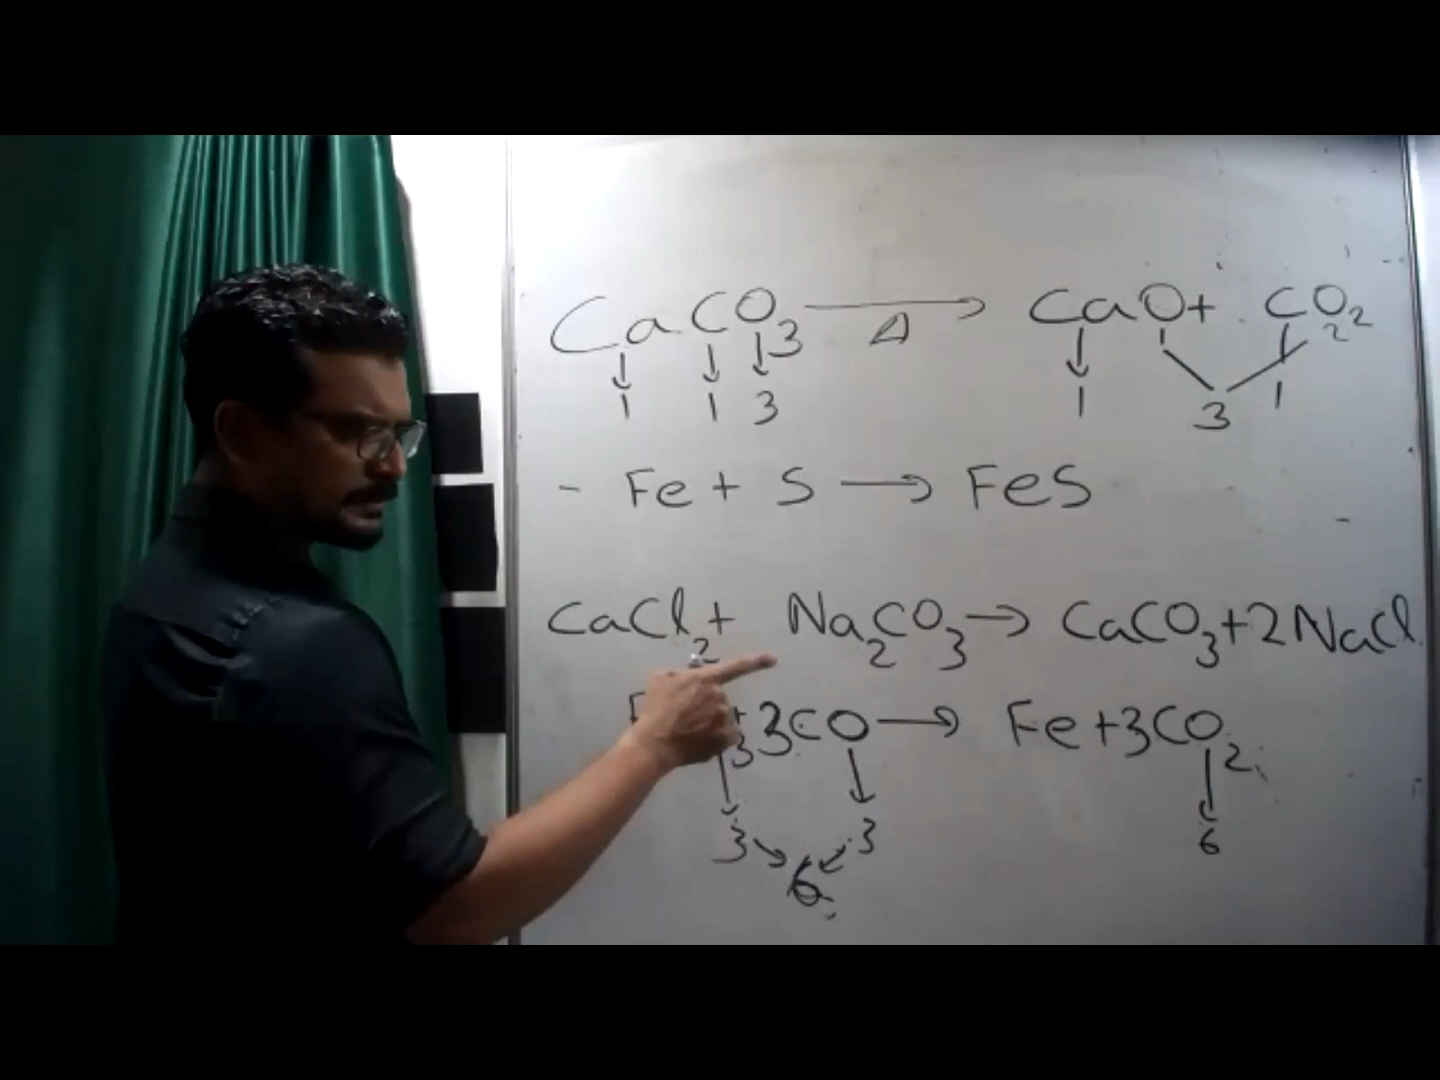 CaCO₃ —Δ→ CaO + CO₂
↓ ↓ ↓ ↓
1 1 3 1 3 1
- Fe + S → FeS
CaCl₂ + Na₂CO₃ → CaCO₃ + 2NaCl
F ₃ + 3CO → Fe + 3CO₂
3 3 6
6